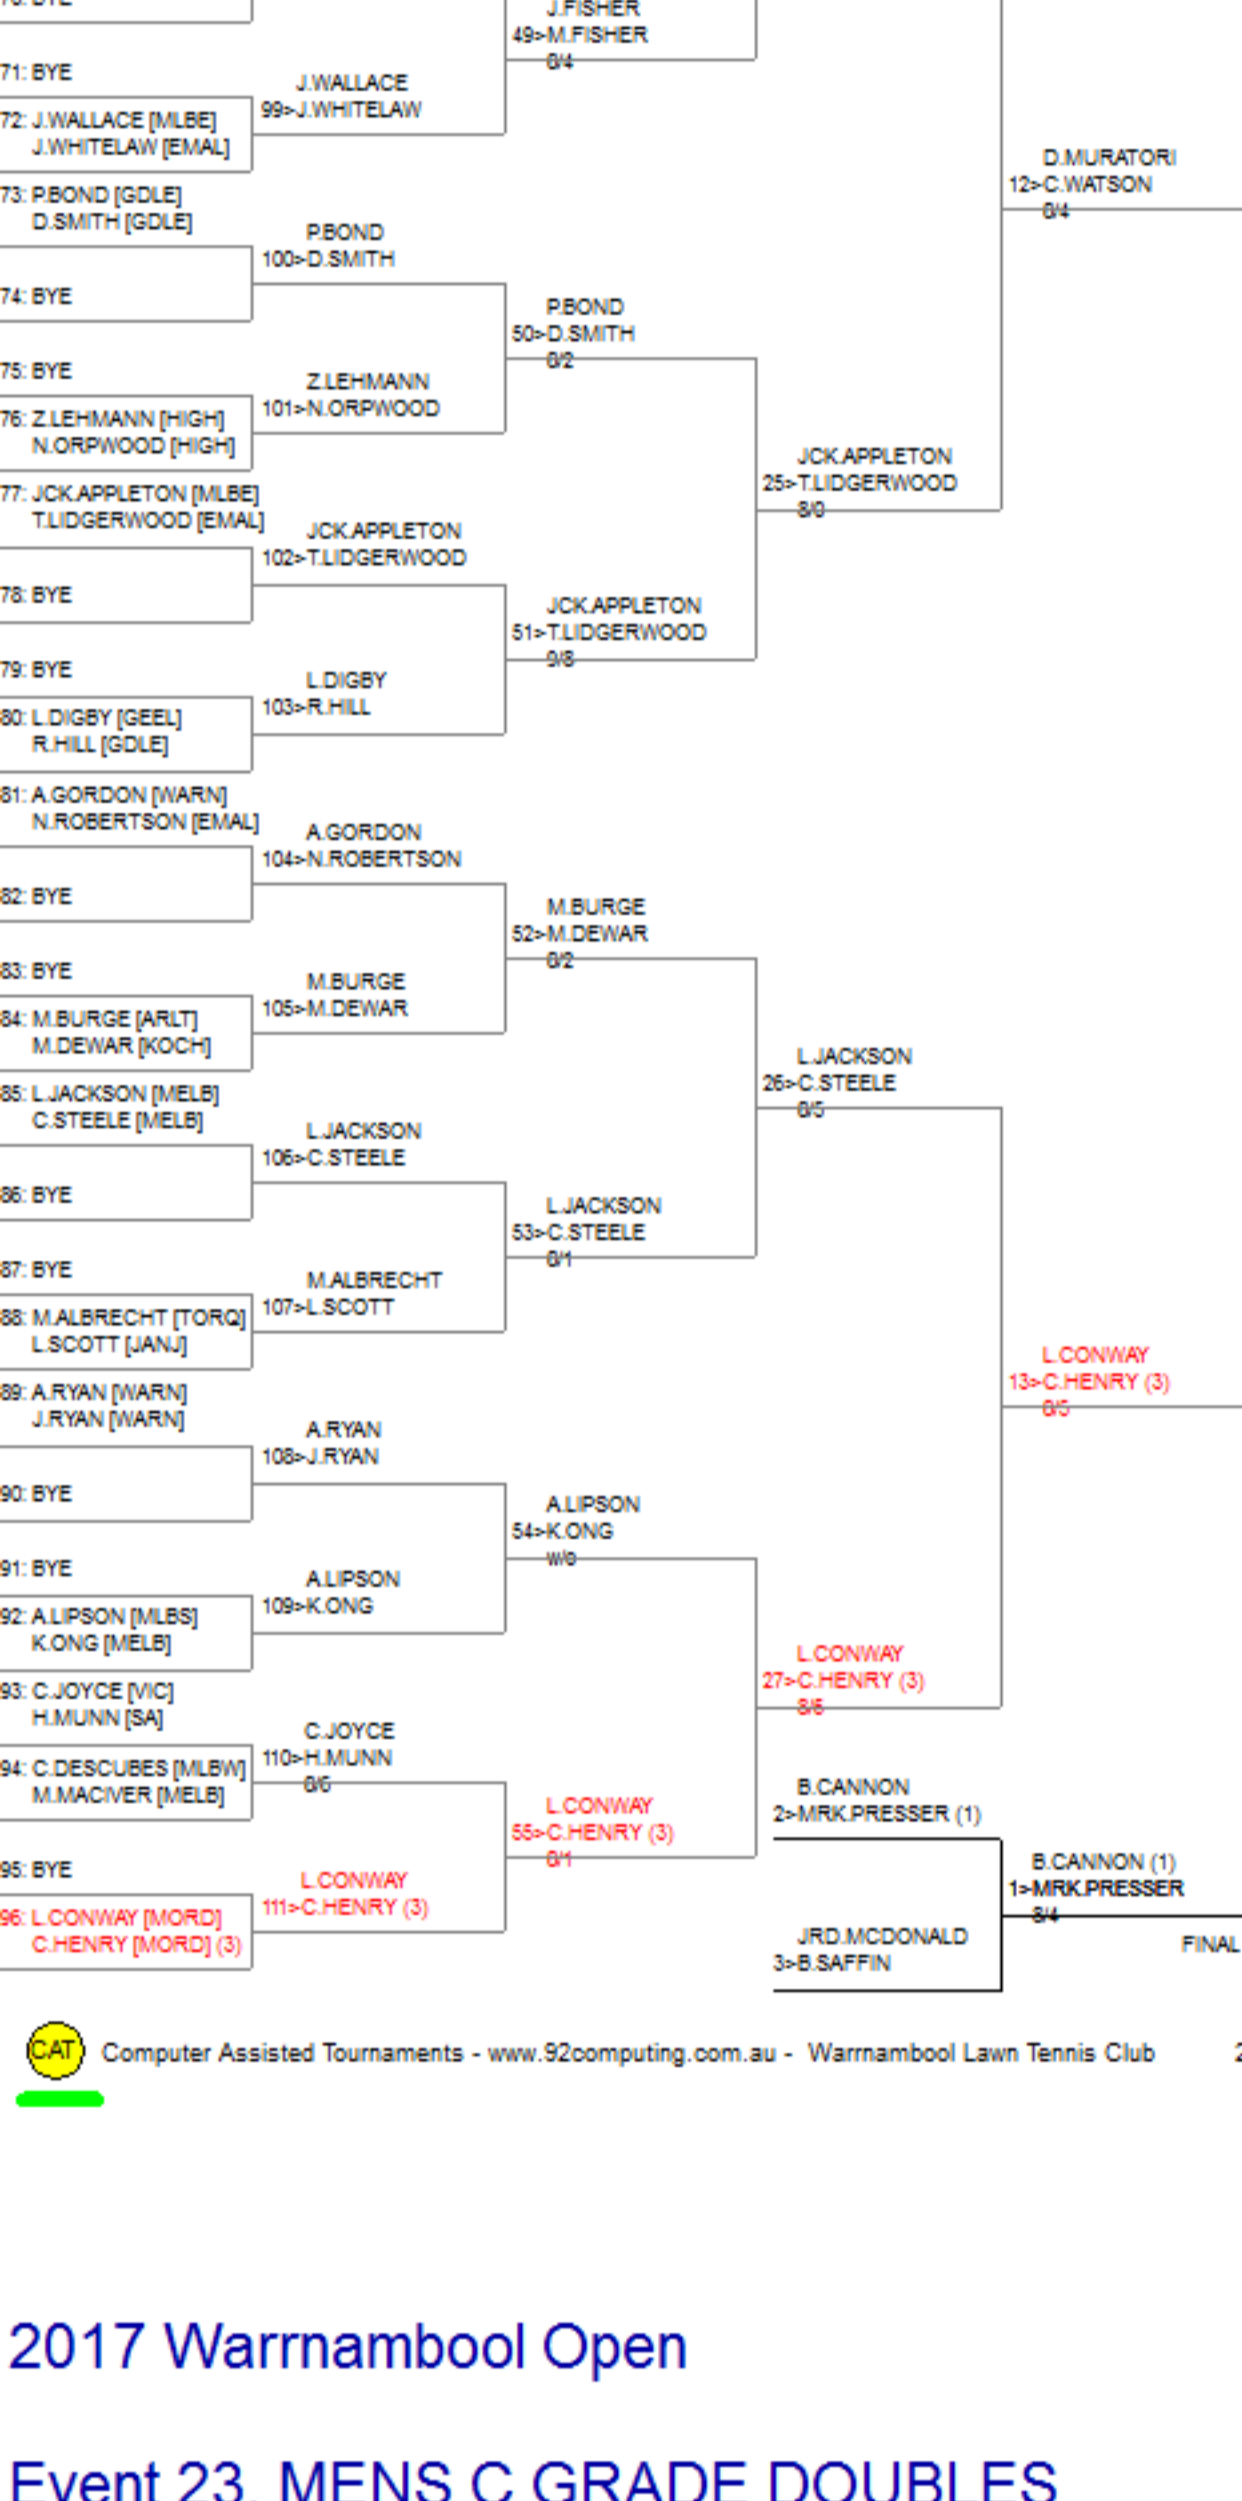 71: BYE
72: J.WALLACE [MLBE]
J.WHITELAW [EMAL]
73: P.BOND [GDLE]
D.SMITH [GDLE]
74: BYE
75: BYE
76: Z.LEHMANN [HIGH]
N.ORPWOOD [HIGH]
77: JCK.APPLETON [MLBE]
T.LIDGERWOOD [EMAL]
78: BYE
79: BYE
80: L.DIGBY [GEEL]
R.HILL [GDLE]
81: A.GORDON [WARN]
N.ROBERTSON [EMAL]
82: BYE
83: BYE
84: M.BURGE [ARLT]
M.DEWAR [KOCH]
85: L.JACKSON [MELB]
C.STEELE [MELB]
86: BYE
87: BYE
88: M.ALBRECHT [TORQ]
L.SCOTT [JANJ]
89: A.RYAN [WARN]
J.RYAN [WARN]
90: BYE
91: BYE
92: A.LIPSON [MLBS]
K.ONG [MELB]
93: C.JOYCE [VIC]
H.MUNN [SA]
94: C.DESCUBES [MLBW]
M.MACIVER [MELB]
95: BYE
96: L.CONWAY [MORD]
C.HENRY [MORD] (3)
J.WALLACE
99>J.WHITELAW
P.BOND
100>D.SMITH
Z.LEHMANN
101>N.ORPWOOD
JCK.APPLETON
102>T.LIDGERWOOD
L.DIGBY
103>R.HILL
A.GORDON
104>N.ROBERTSON
M.BURGE
105>M.DEWAR
L.JACKSON
106>C.STEELE
M.ALBRECHT
107>L.SCOTT
A.RYAN
108>J.RYAN
A.LIPSON
109>K.ONG
C.JOYCE
110>H.MUNN
8/6
L.CONWAY
111>C.HENRY (3)
J.FISHER
49>M.FISHER
8/4
P.BOND
50>D.SMITH
8/2
JCK.APPLETON
51>T.LIDGERWOOD
9/8
M.BURGE
52>M.DEWAR
8/2
L.JACKSON
53>C.STEELE
8/1
A.LIPSON
54>K.ONG
w/o
L.CONWAY
55>C.HENRY (3)
8/1
JCK.APPLETON
25>T.LIDGERWOOD
8/0
L.JACKSON
26>C.STEELE
8/5
L.CONWAY
27>C.HENRY (3)
8/6
D.MURATORI
12>C.WATSON
8/4
L.CONWAY
13>C.HENRY (3)
8/5
B.CANNON
2>MRK.PRESSER (1)
JRD.MCDONALD
3>B.SAFFIN
B.CANNON (1)
1>MRK.PRESSER
8/4
FINAL
CAT
Computer Assisted Tournaments - www.92computing.com.au - Warrnambool Lawn Tennis Club
2017 Warrnambool Open
Event 23. MENS C GRADE DOUBLES